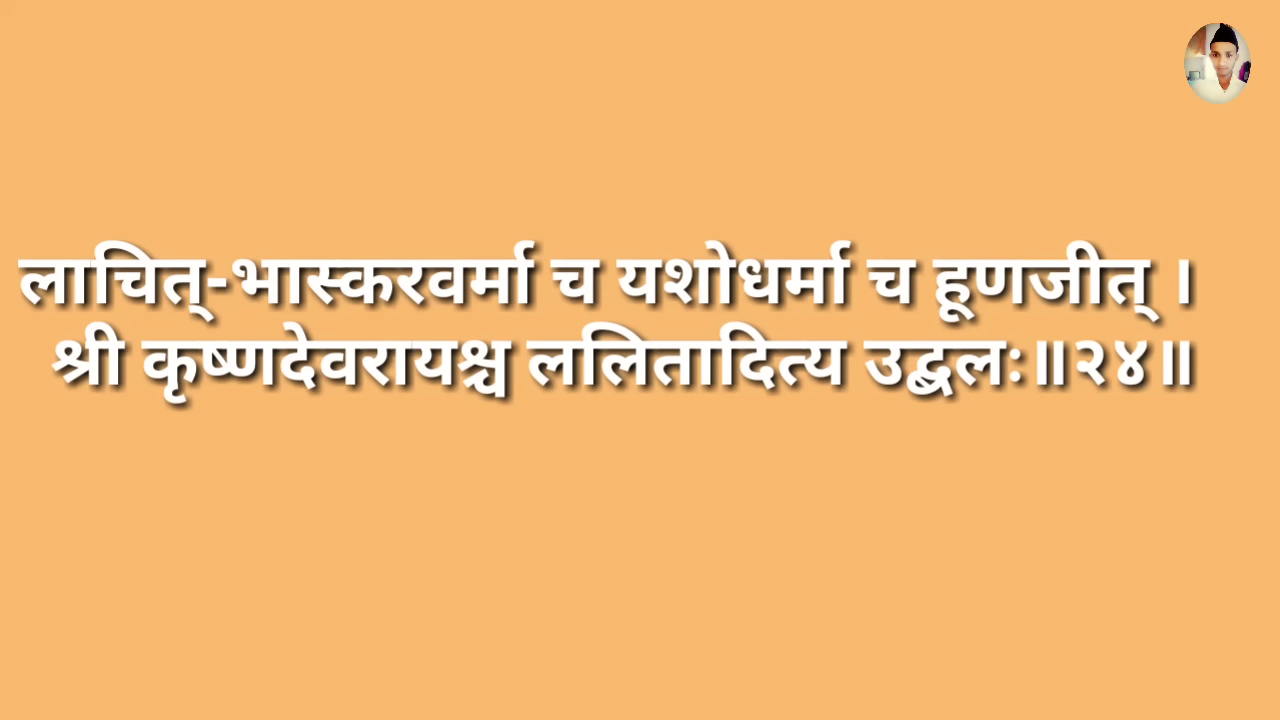 लाचित्-भास्करवर्मा च यशोधर्मा च हूणजीत् ।
श्री कृष्णदेवरायश्च ललितादित्य उद्बलः॥२४॥